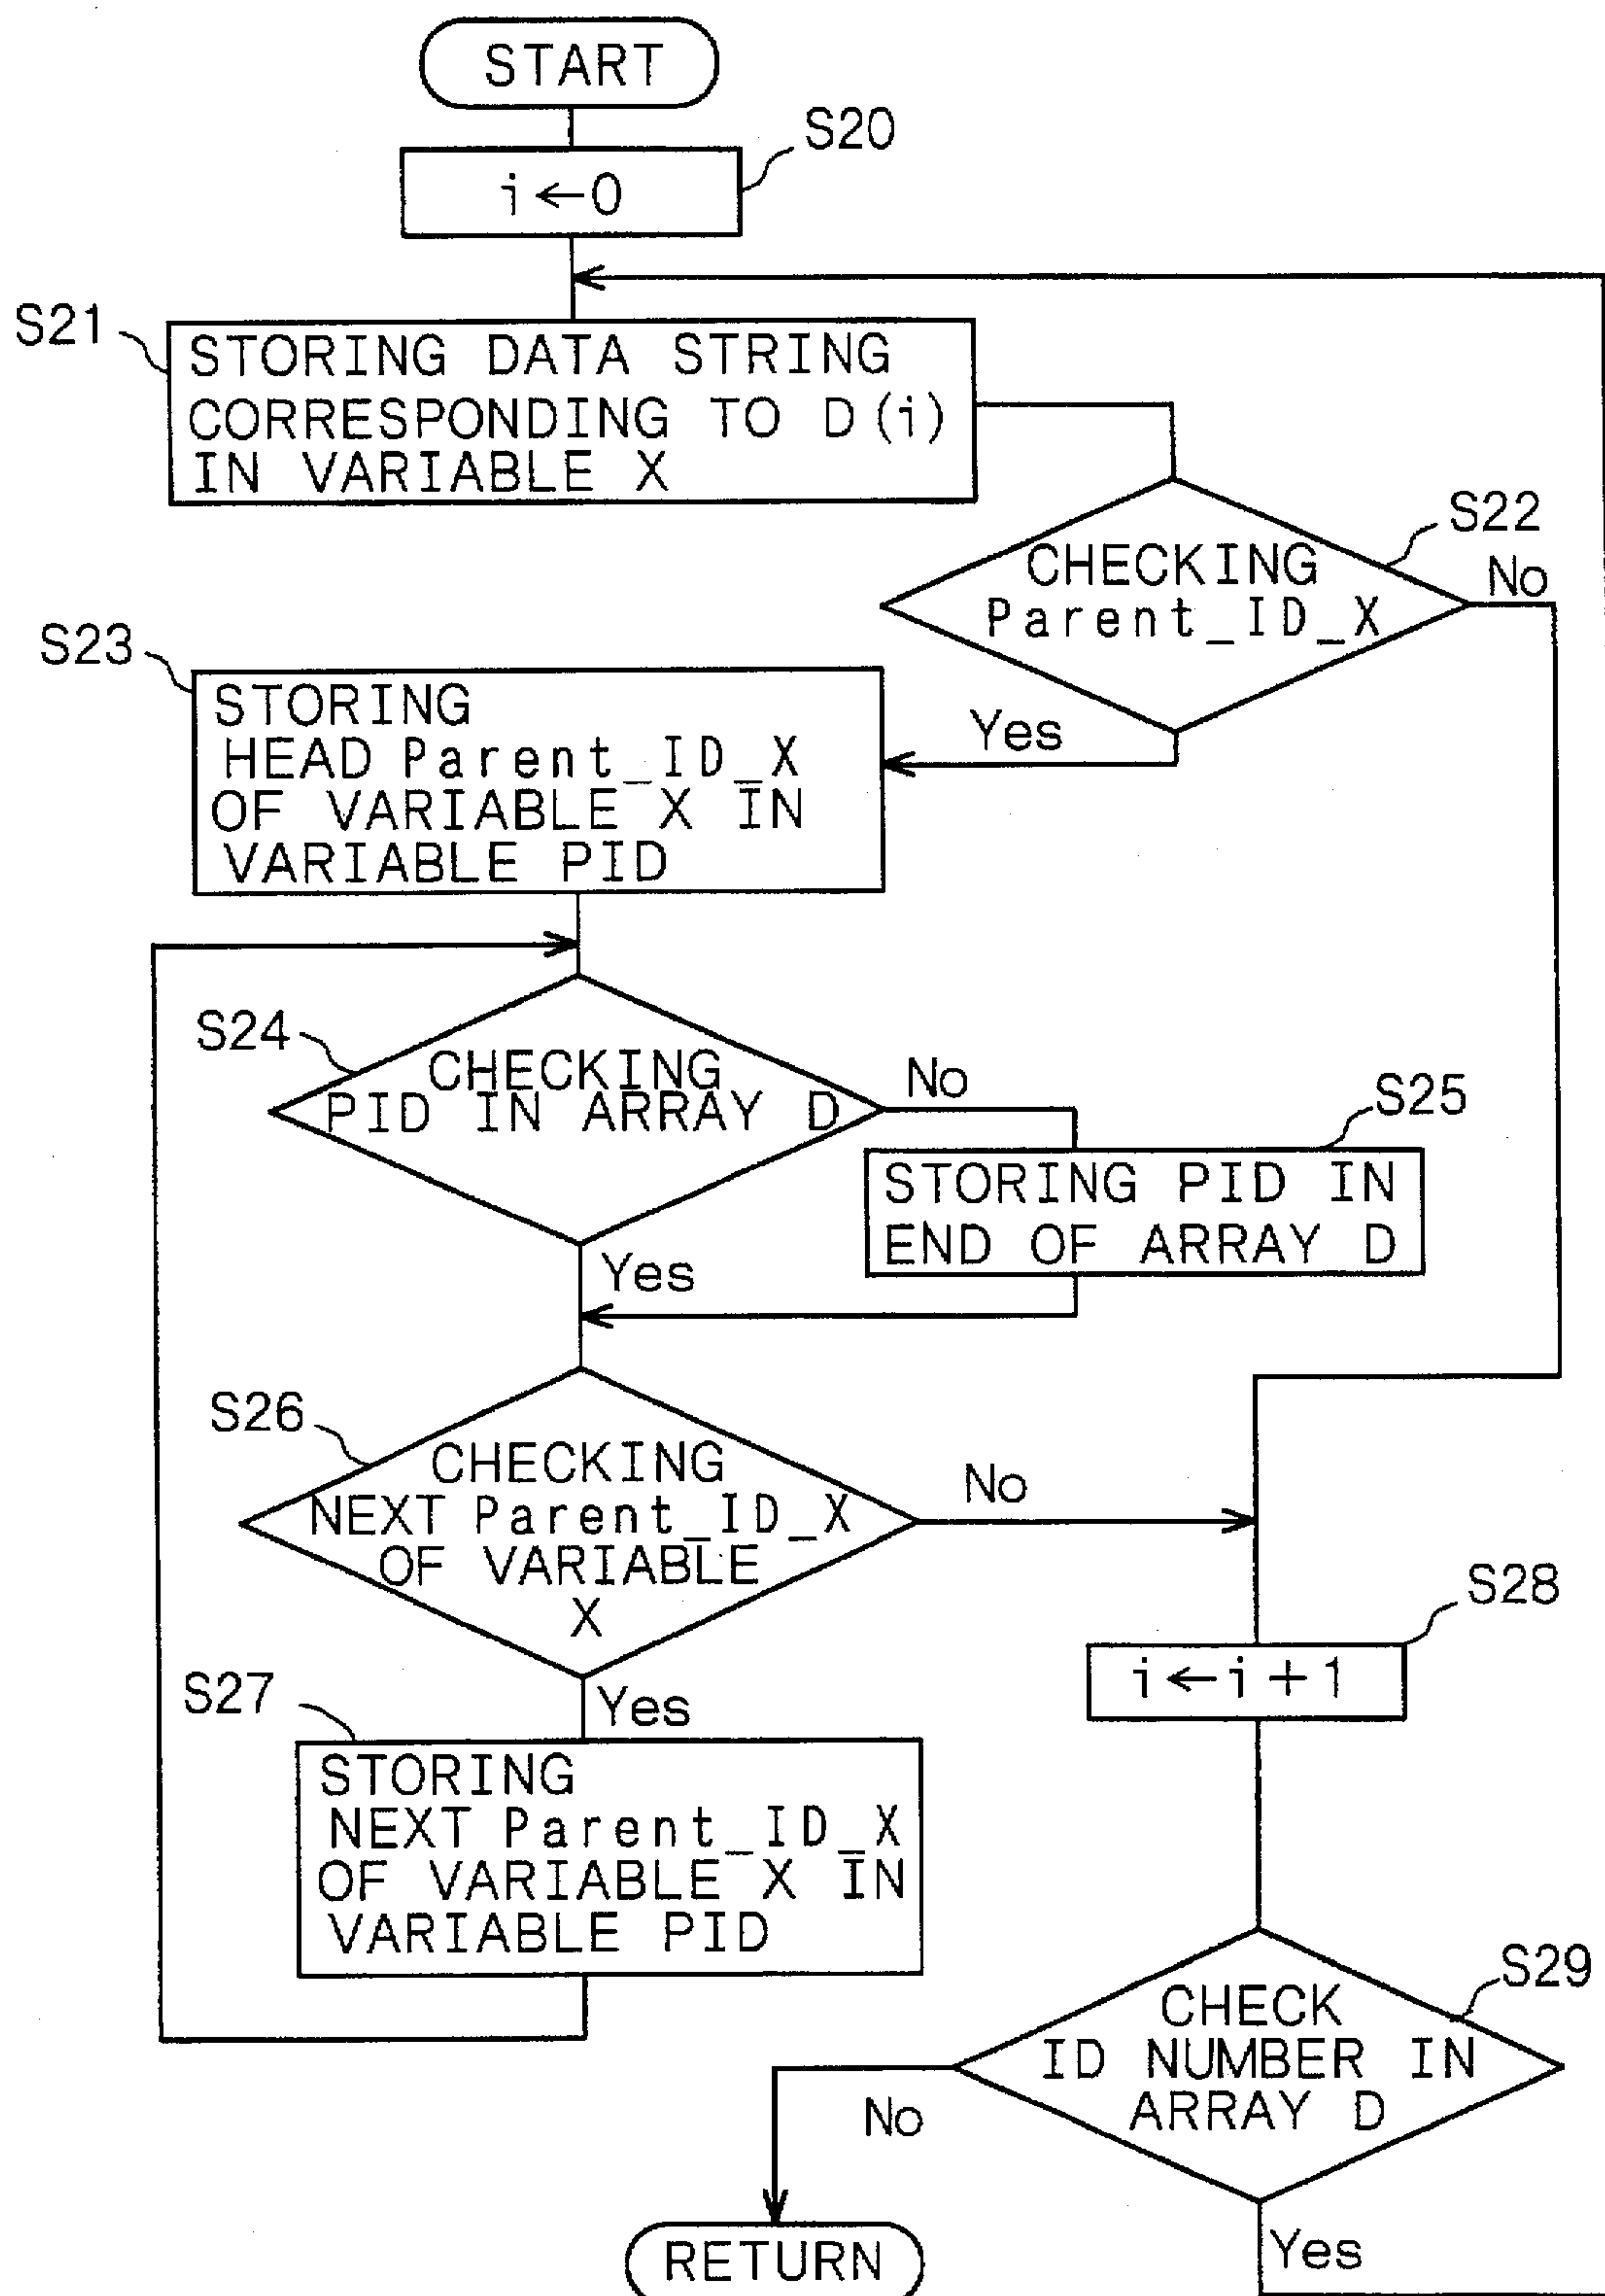 START
S20
i←0
S21
STORING DATA STRING
CORRESPONDING TO D(i)
IN VARIABLE X
S22
CHECKING
Parent_ID_X
No
Yes
S23
STORING
HEAD Parent_ID_X
OF VARIABLE X IN
VARIABLE PID
S24
CHECKING
PID IN ARRAY D
No
S25
STORING PID IN
END OF ARRAY D
Yes
S26
CHECKING
NEXT Parent_ID_X
OF VARIABLE
X
No
Yes
S27
STORING
NEXT Parent_ID_X
OF VARIABLE X IN
VARIABLE PID
S28
i←i+1
S29
CHECK
ID NUMBER IN
ARRAY D
No
Yes
RETURN